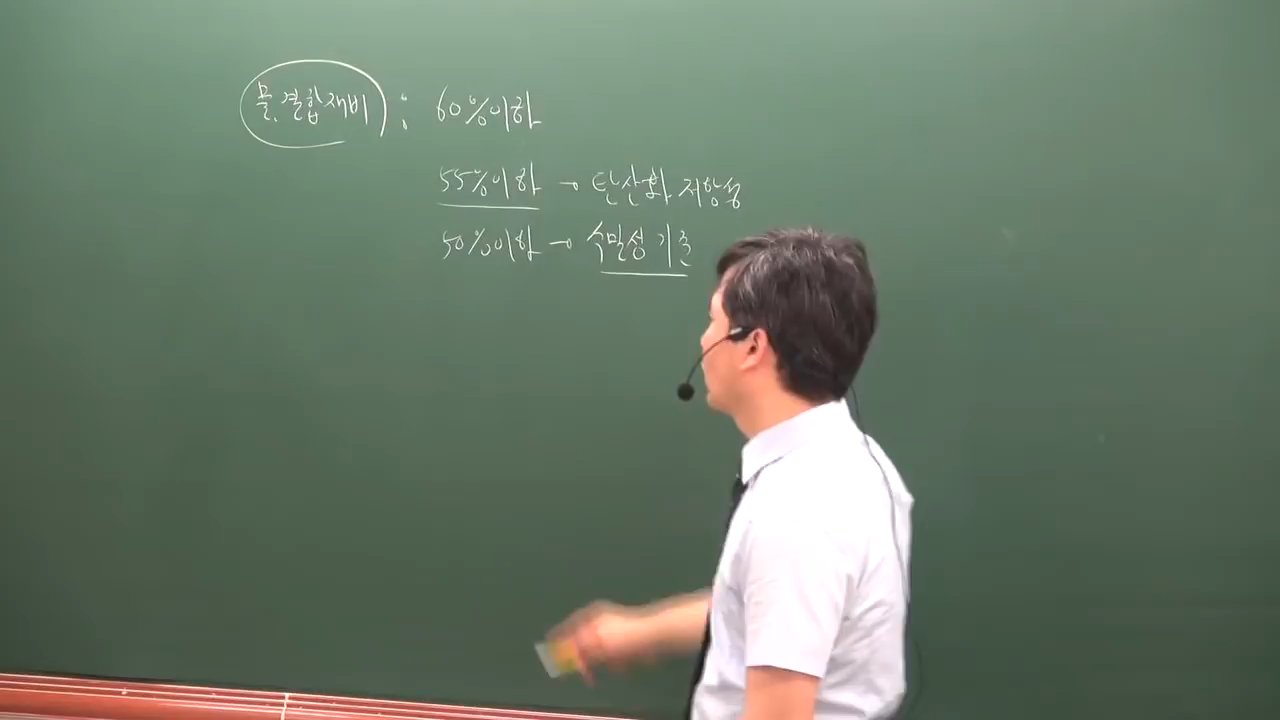 물.결합재비 : 60%이하
55%이하 → 탄산화 저항성
50%이하 → 수밀성 기준